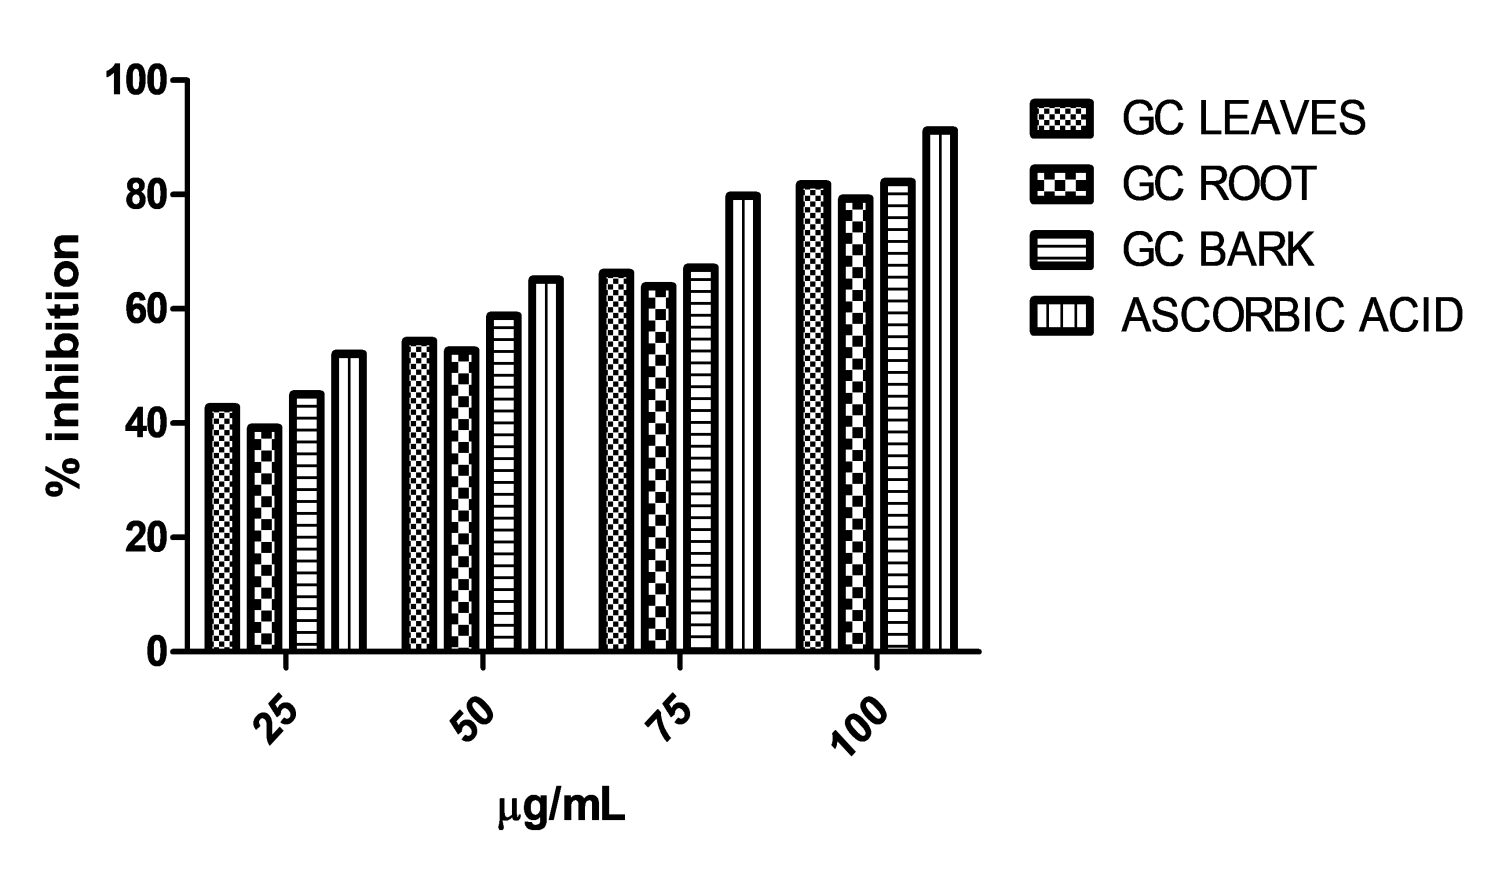 100
80
60
40
20
0
% inhibition
25
50
75
100
µg/mL
GC LEAVES
GC ROOT
GC BARK
ASCORBIC ACID